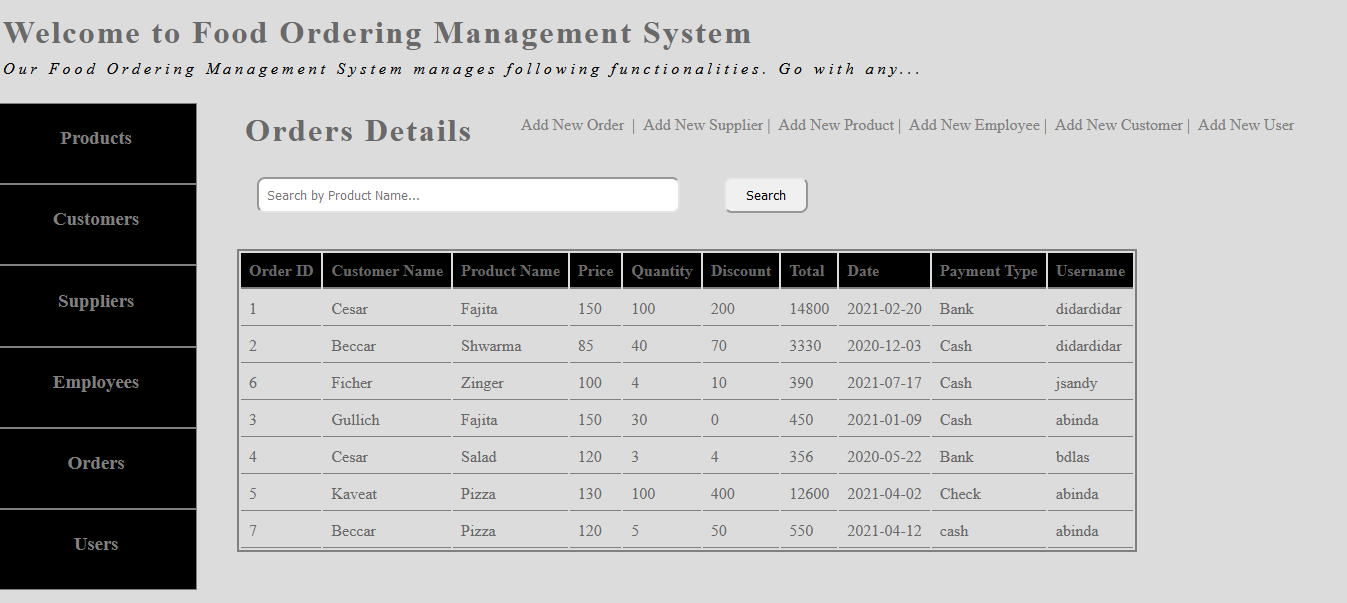 Welcome to Food Ordering Management System
Our Food Ordering Management System manages following functionalities. Go with any...
Products
Customers
Suppliers
Employees
Orders
Users
Orders Details
Add New Order | Add New Supplier | Add New Product | Add New Employee | Add New Customer | Add New User
Search by Product Name... Search
Order ID Customer Name Product Name Price Quantity Discount Total Date Payment Type Username
1 Cesar Fajita 150 100 200 14800 2021-02-20 Bank didardidar
2 Beccar Shwarma 85 40 70 3330 2020-12-03 Cash didardidar
6 Ficher Zinger 100 4 10 390 2021-07-17 Cash jsandy
3 Gullich Fajita 150 30 0 450 2021-01-09 Cash abinda
4 Cesar Salad 120 3 4 356 2020-05-22 Bank bdlas
5 Kaveat Pizza 130 100 400 12600 2021-04-02 Check abinda
7 Beccar Pizza 120 5 50 550 2021-04-12 cash abinda